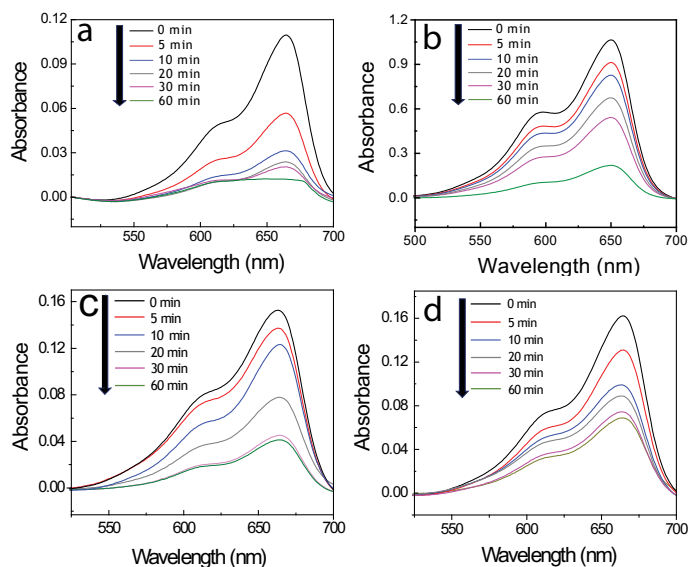 a
0 min
5 min
10 min
20 min
30 min
60 min
0.12
0.09
0.06
0.03
0.00
Absorbance
550 600 650 700
Wavelength (nm)
b
0 min
5 min
10 min
20 min
30 min
60 min
1.2
0.9
0.6
0.3
0.0
Absorbance
500 550 600 650 700
Wavelength (nm)
c
0 min
5 min
10 min
20 min
30 min
60 min
0.16
0.12
0.08
0.04
0.00
Absorbance
550 600 650 700
Wavelength (nm)
d
0 min
5 min
10 min
20 min
30 min
60 min
0.16
0.12
0.08
0.04
0.00
Absorbance
550 600 650 700
Wavelength (nm)